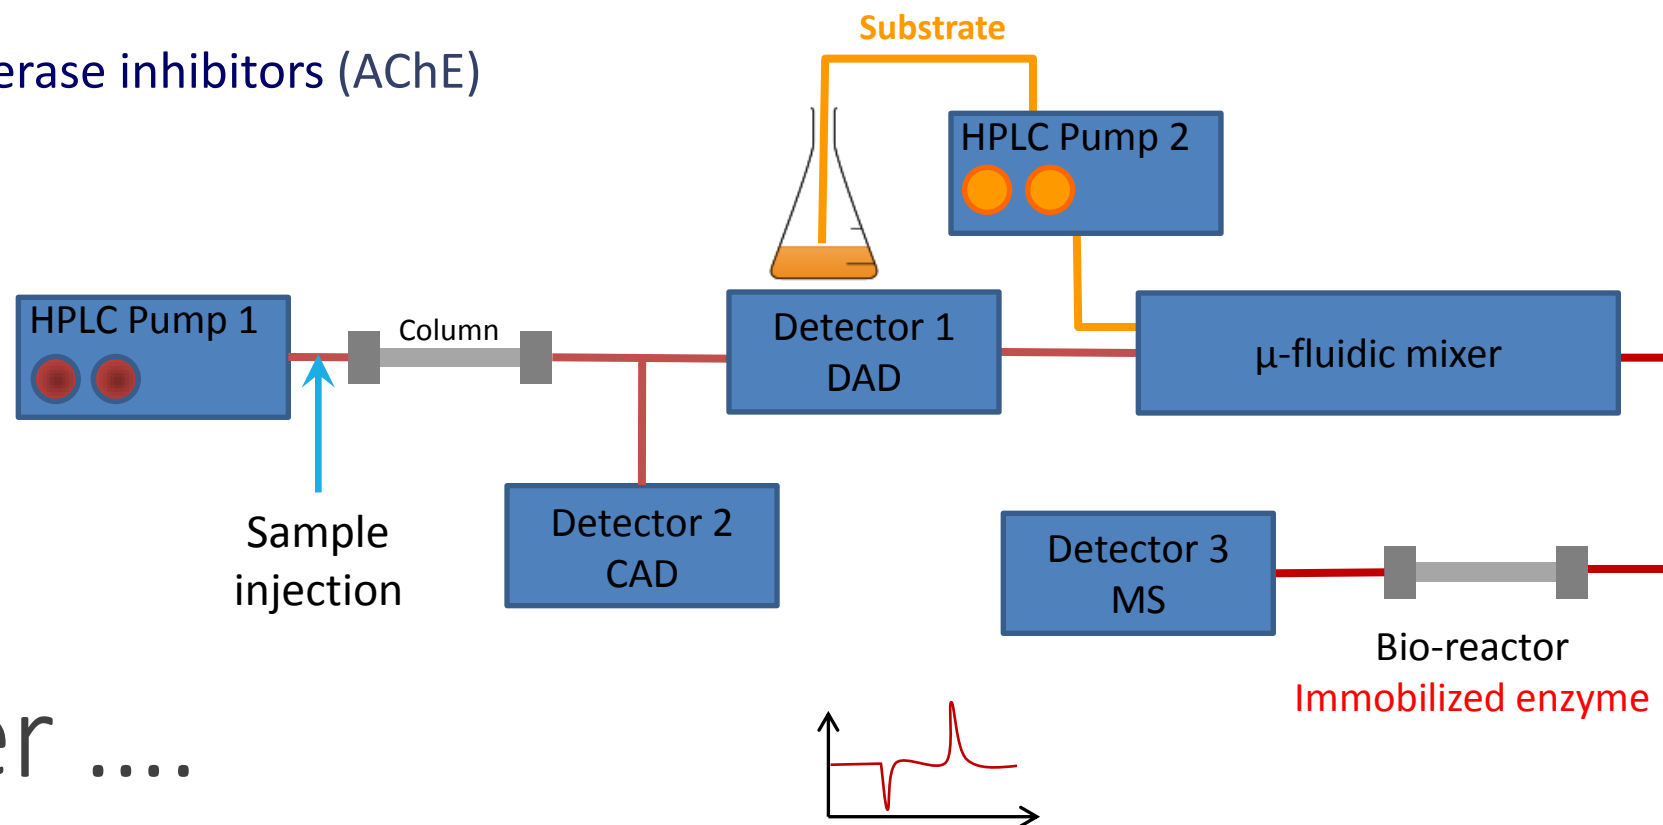 Substrate
erase inhibitors (AChE)
HPLC Pump 2
HPLC Pump 1
Column
Detector 1
DAD
µ-fluidic mixer
Sample
injection
Detector 2
CAD
Detector 3
MS
Bio-reactor
Immobilized enzyme
er ....